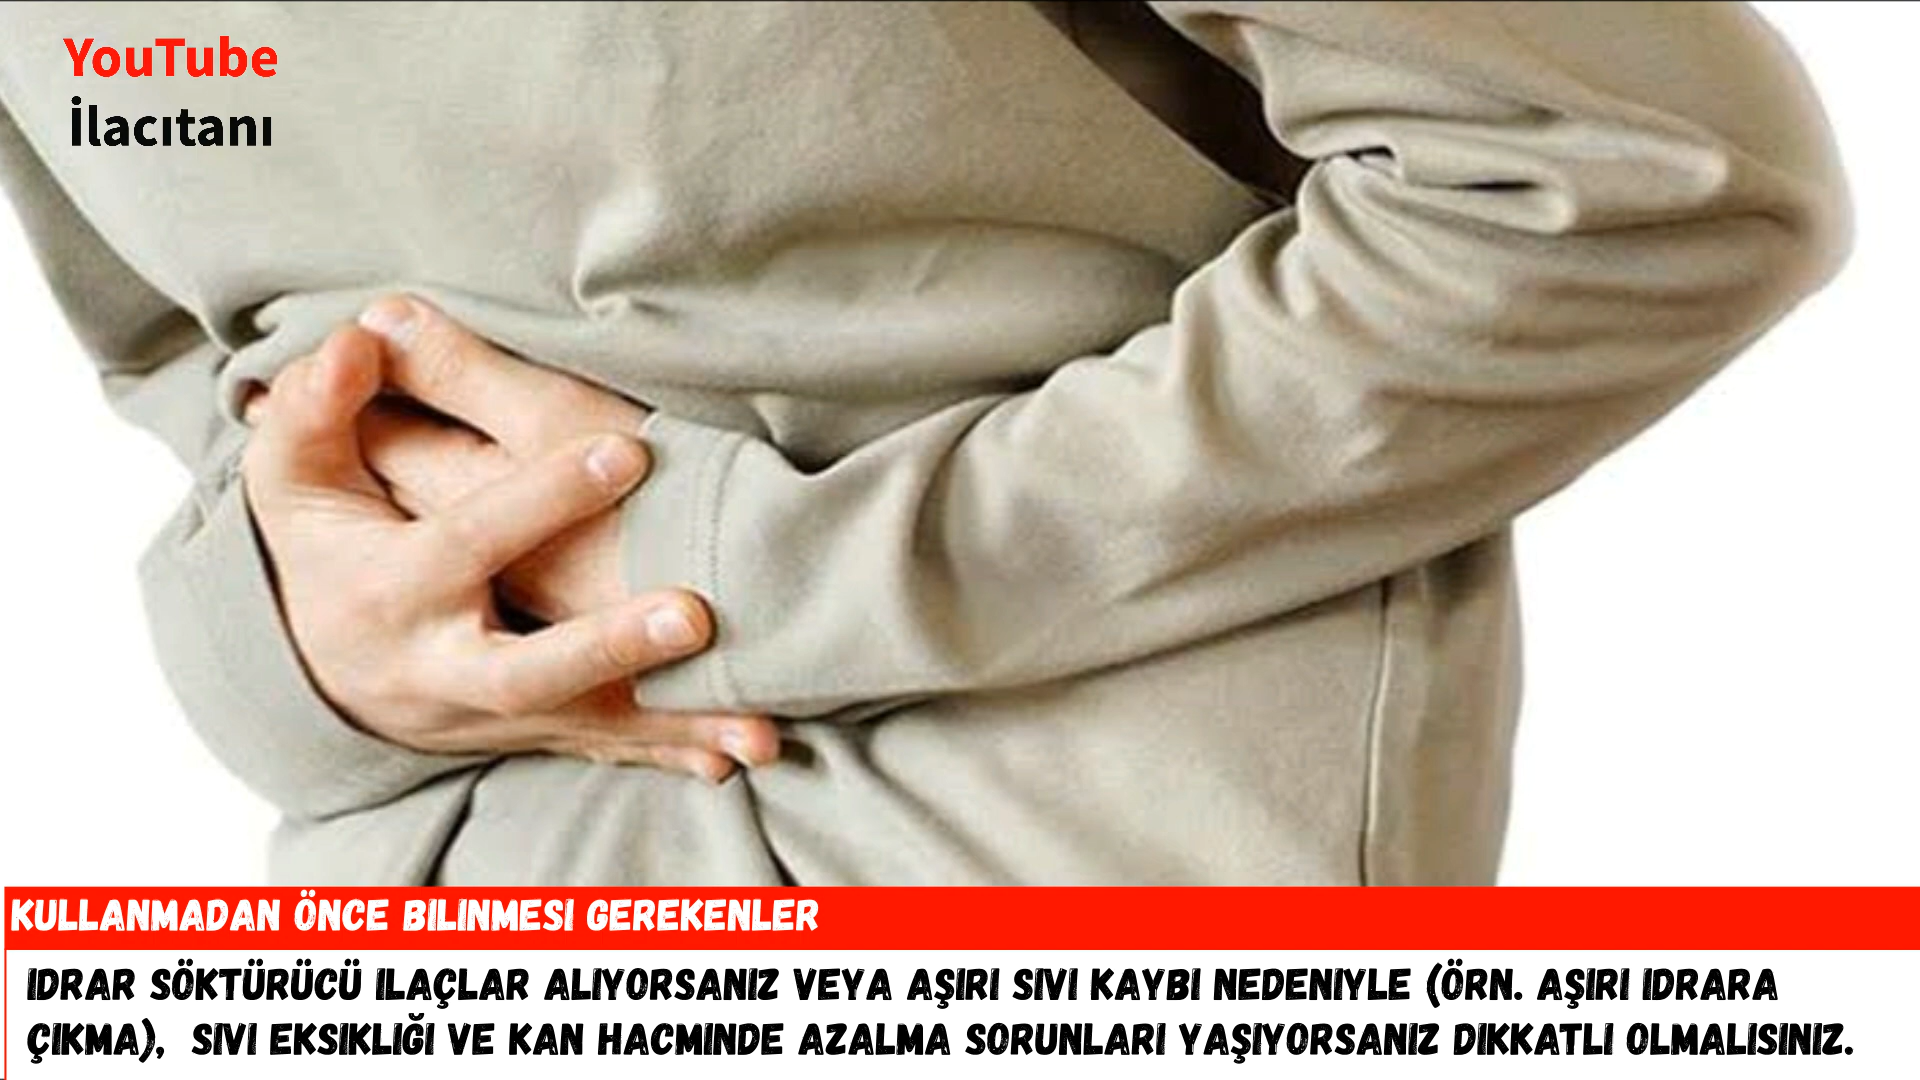 YouTube
İlacıtanı
KULLANMADAN ÖNCE BILINMESI GEREKENLER
IDRAR SÖKTÜRÜCÜ ILAÇLAR ALIYORSANIZ VEYA AŞIRI SIVI KAYBI NEDENIYLE (ÖRN. AŞIRI IDRARA
ÇIKMA), SIVI EKSIKLIĞI VE KAN HACMINDE AZALMA SORUNLARI YAŞIYORSANIZ DIKKATLI OLMALISINIZ.